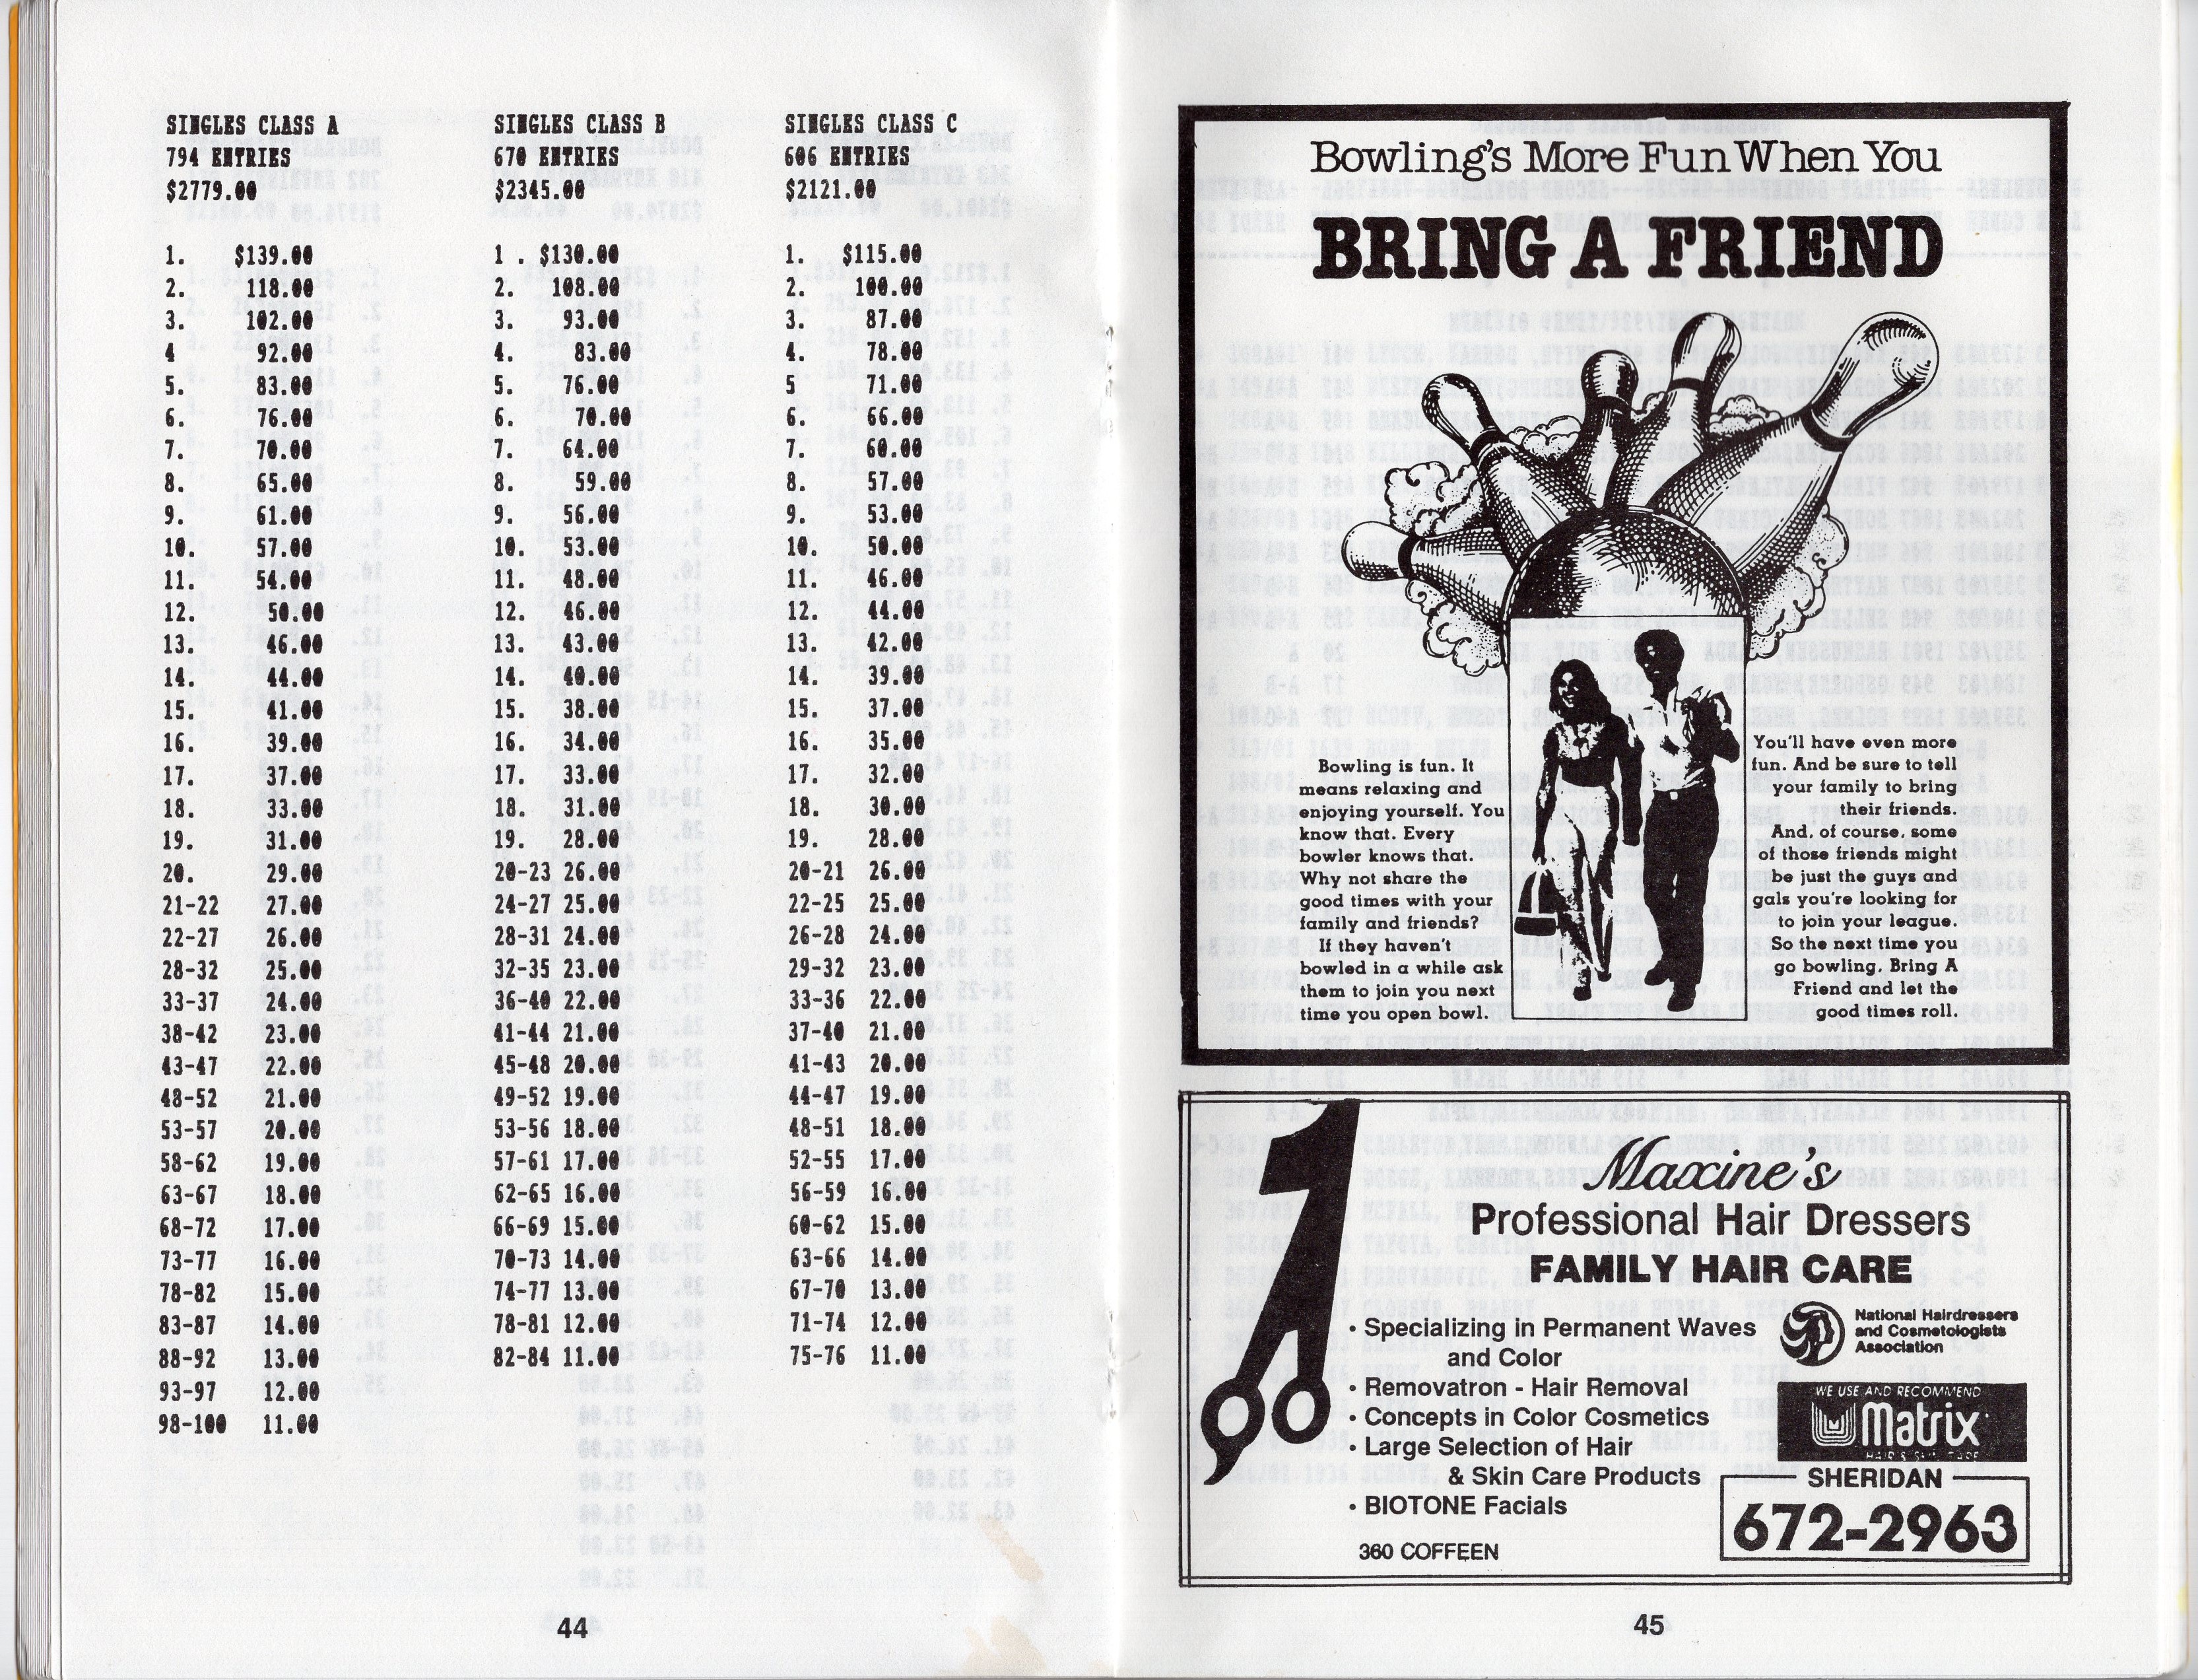 SINGLES CLASS A
794 ENTRIES
$2779.00
1. $139.00
2. 118.00
3. 102.00
4 92.00
5. 83.00
6. 76.00
7. 70.00
8. 65.00
9. 61.00
10. 57.00
11. 54.00
12. 50.00
13. 46.00
14. 44.00
15. 41.00
16. 39.00
17. 37.00
18. 33.00
19. 31.00
20. 29.00
21-22 27.00
22-27 26.00
28-32 25.00
33-37 24.00
38-42 23.00
43-47 22.00
48-52 21.00
53-57 20.00
58-62 19.00
63-67 18.00
68-72 17.00
73-77 16.00
78-82 15.00
83-87 14.00
88-92 13.00
93-97 12.00
98-100 11.00
SINGLES CLASS B
670 ENTRIES
$2345.00
1 . $130.00
2. 108.00
3. 93.00
4. 83.00
5. 76.00
6. 70.00
7. 64.00
8. 59.00
9. 56.00
10. 53.00
11. 48.00
12. 46.00
13. 43.00
14. 40.00
15. 38.00
16. 34.00
17. 33.00
18. 31.00
19. 28.00
20-23 26.00
24-27 25.00
28-31 24.00
32-35 23.00
36-40 22.00
41-44 21.00
45-48 20.00
49-52 19.00
53-56 18.00
57-61 17.00
62-65 16.00
66-69 15.00
70-73 14.00
74-77 13.00
78-81 12.00
82-84 11.00
SINGLES CLASS C
606 ENTRIES
$2121.00
1. $115.00
2. 100.00
3. 87.00
4. 78.00
5 71.00
6. 66.00
7. 60.00
8. 57.00
9. 53.00
10. 50.00
11. 46.00
12. 44.00
13. 42.00
14. 39.00
15. 37.00
16. 35.00
17. 32.00
18. 30.00
19. 28.00
20-21 26.00
22-25 25.00
26-28 24.00
29-32 23.00
33-36 22.00
37-40 21.00
41-43 20.00
44-47 19.00
48-51 18.00
52-55 17.00
56-59 16.00
60-62 15.00
63-66 14.00
67-70 13.00
71-74 12.00
75-76 11.00
44
Bowling's More Fun When You
BRING A FRIEND
Bowling is fun. It
means relaxing and
enjoying yourself. You
know that. Every
bowler knows that.
Why not share the
good times with your
family and friends?
If they haven't
bowled in a while ask
them to join you next
time you open bowl.
You'll have even more
fun. And be sure to tell
your family to bring
their friends.
And, of course, some
of those friends might
be just the guys and
gals you're looking for
to join your league.
So the next time you
go bowling, Bring A
Friend and let the
good times roll.
1
Maxine's
Professional Hair Dressers
FAMILY HAIR CARE
• Specializing in Permanent Waves
and Color
• Removatron - Hair Removal
• Concepts in Color Cosmetics
• Large Selection of Hair
& Skin Care Products
• BIOTONE Facials
360 COFFEEN
National Hairdressers
and Cosmetologists
Association
WE USE AND RECOMMEND
Matrix
HAIR & SKIN CARE
SHERIDAN
672-2963
45